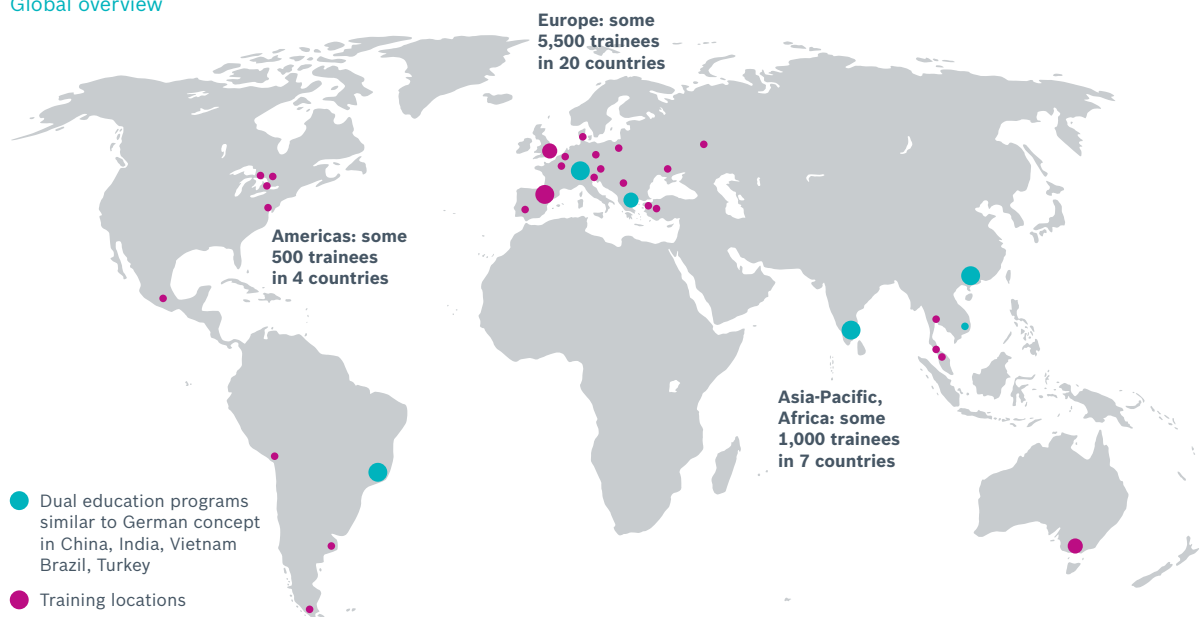 Global overview
Europe: some
5,500 trainees
in 20 countries
Americas: some
500 trainees
in 4 countries
Asia-Pacific,
Africa: some
1,000 trainees
in 7 countries
Dual education programs
similar to German concept
in China, India, Vietnam
Brazil, Turkey
Training locations